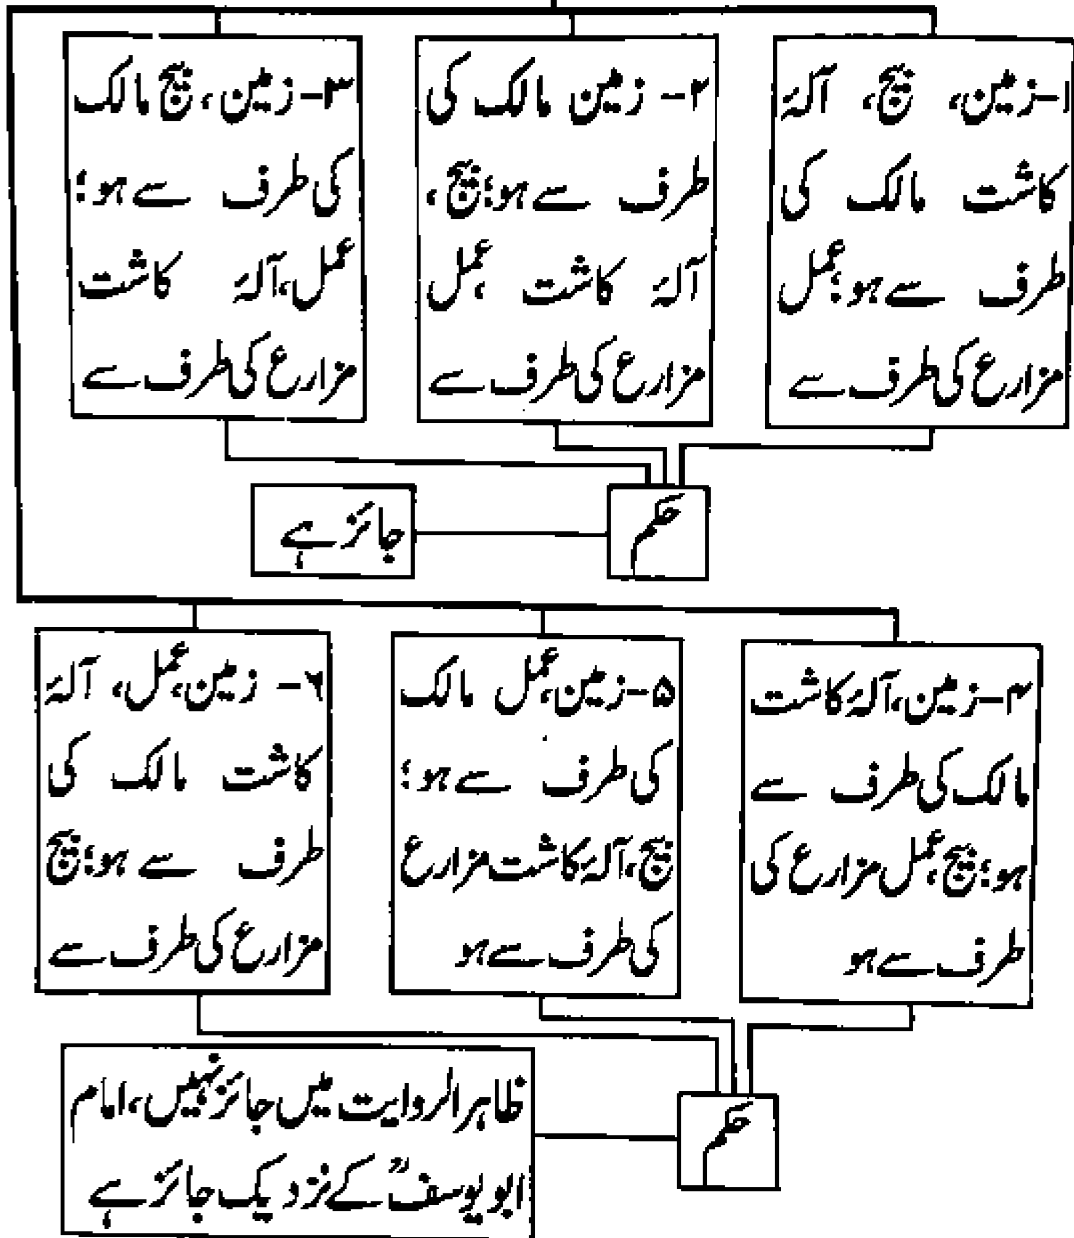 ۱-زمین، بیج، آلۂ
کاشت مالک کی
طرف سے ہو؛عمل
مزارع کی طرف سے
۲- زمین مالک کی
طرف سے ہو؛بیج،
آلۂ کاشت ،عمل
مزارع کی طرف سے
۳-زمین، بیج مالک
کی طرف سے ہو؛
عمل،آلۂ کاشت
مزارع کی طرف سے
حکم
جائز ہے
۴-زمین،آلۂ کاشت
مالک کی طرف سے
ہو؛بیج،عمل مزارع کی
طرف سے ہو
۵-زمین،عمل مالک
کی طرف سے ہو؛
بیج،آلۂ کاشت مزارع
کی طرف سے ہو
۶- زمین،عمل، آلۂ
کاشت مالک کی
طرف سے ہو؛بیج
مزارع کی طرف سے
حکم
ظاہر الروایت میں جائز نہیں، امام
ابو یوسفؒ کے نزدیک جائز ہے